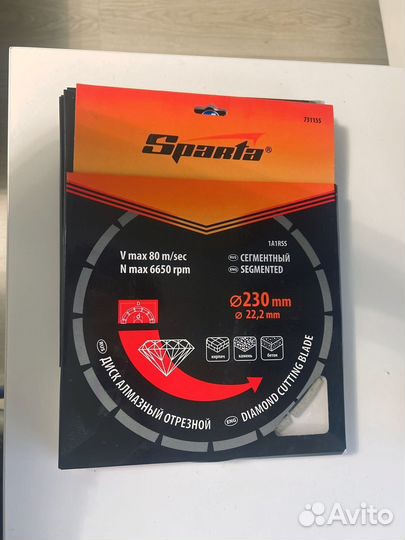 731135
Sparta®
1A1RSS
V max 80 m/sec
N max 6650 rpm
RUS СЕГМЕНТНЫЙ
ENG SEGMENTED
⌀230 mm
⌀ 22,2 mm
кирпич
камень
бетон
RUS ДИСК АЛМАЗНЫЙ ОТРЕЗНОЙ
ENG DIAMOND CUTTING BLADE
Avito